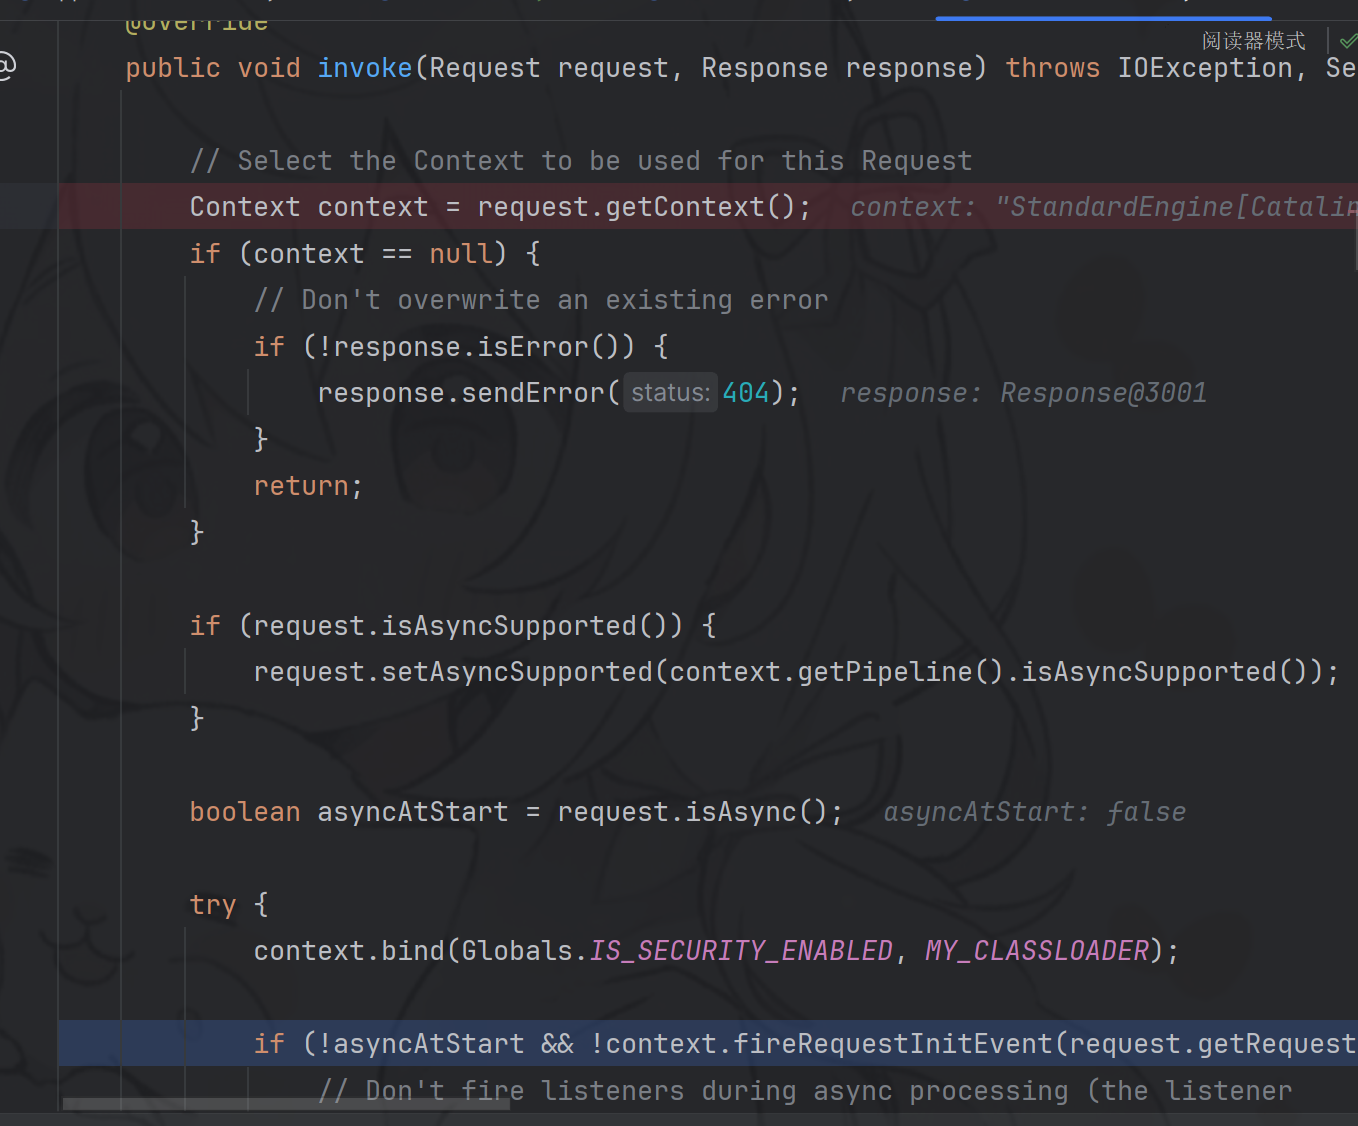 @Override
阅读器模式
@
public void invoke(Request request, Response response) throws IOException, Se
// Select the Context to be used for this Request
Context context = request.getContext(); context: "StandardEngine[Catalin
if (context == null) {
// Don't overwrite an existing error
if (!response.isError()) {
response.sendError( status: 404); response: Response@3001
}
return;
}
if (request.isAsyncSupported()) {
request.setAsyncSupported(context.getPipeline().isAsyncSupported());
}
boolean asyncAtStart = request.isAsync(); asyncAtStart: false
try {
context.bind(Globals.IS_SECURITY_ENABLED, MY_CLASSLOADER);
if (!asyncAtStart && !context.fireRequestInitEvent(request.getRequest
// Don't fire listeners during async processing (the listener